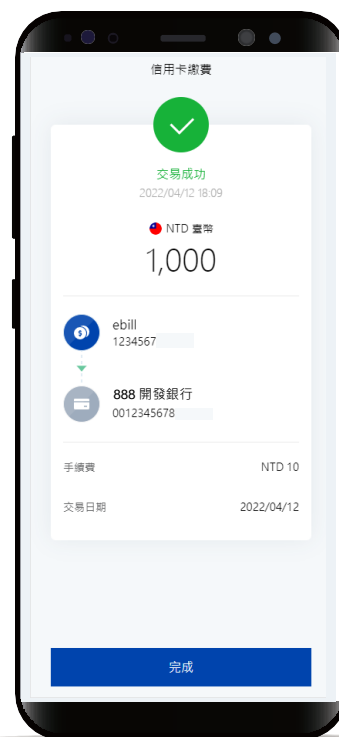 信用卡繳費
交易成功
2022/04/12 18:09
NTD 臺幣
1,000
ebill
1234567
888 開發銀行
0012345678
手續費 NTD 10
交易日期 2022/04/12
完成